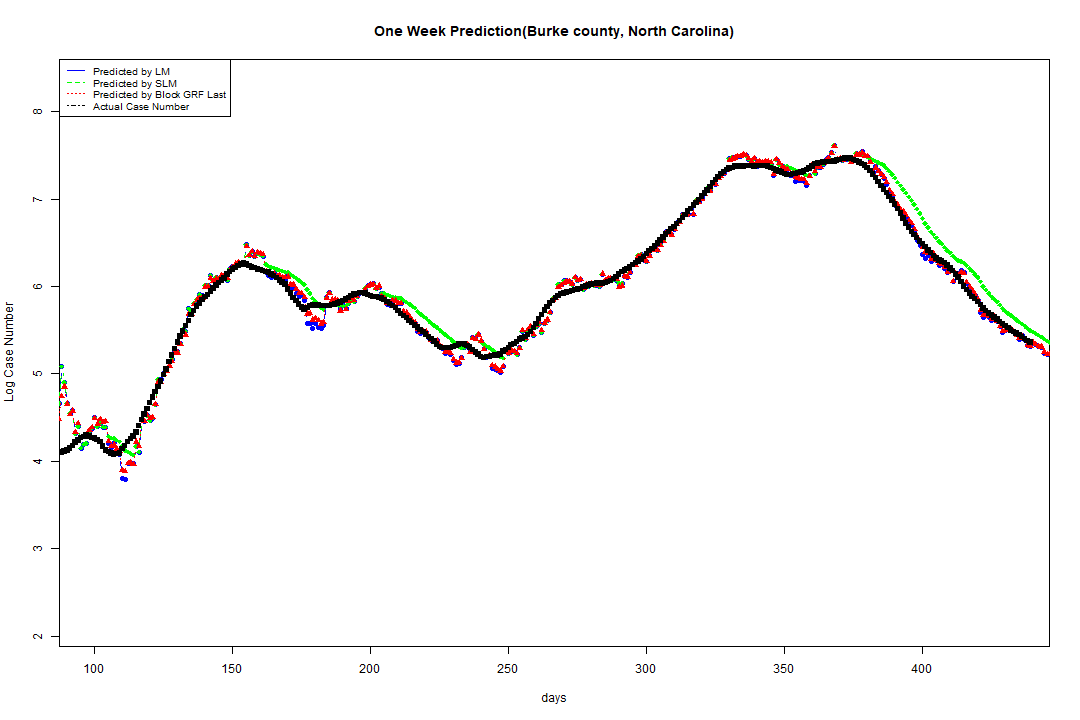 One Week Prediction(Burke county, North Carolina)
Predicted by LM
Predicted by SLM
Predicted by Block GRF Last
Actual Case Number
8
7
6
5
4
3
2
Log Case Number
100 150 200 250 300 350 400
days